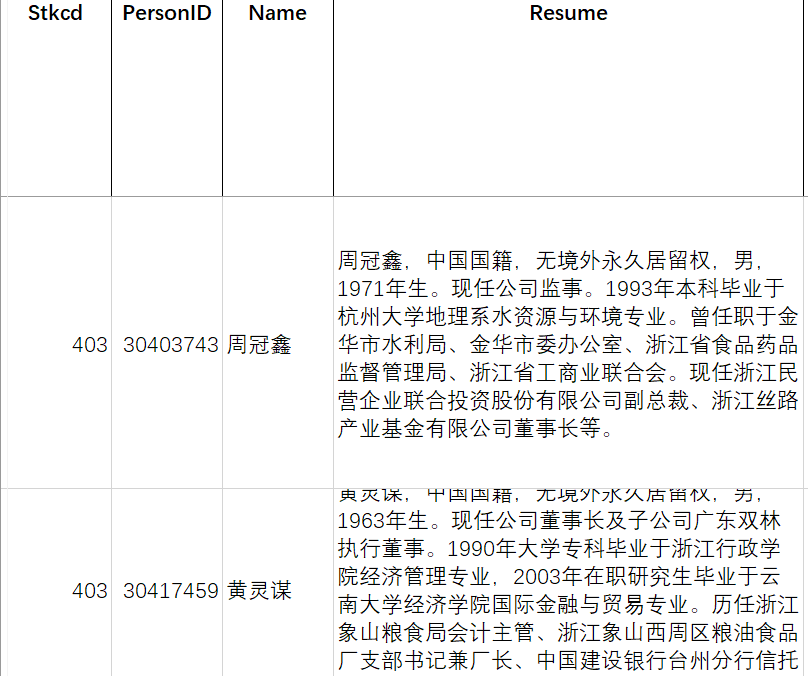 Stkcd PersonID Name Resume
周冠鑫，中国国籍，无境外永久居留权，男，
1971年生。现任公司监事。1993年本科毕业于
杭州大学地理系水资源与环境专业。曾任职于金
403 30403743 周冠鑫 华市水利局、金华市委办公室、浙江省食品药品
监督管理局、浙江省工商业联合会。现任浙江民
营企业联合投资股份有限公司副总裁、浙江丝路
产业基金有限公司董事长等。
黄灵谋，中国国籍，无境外永久居留权，男，
1963年生。现任公司董事长及子公司广东双林
执行董事。1990年大学专科毕业于浙江行政学
院经济管理专业，2003年在职研究生毕业于云
403 30417459 黄灵谋 南大学经济学院国际金融与贸易专业。历任浙江
象山粮食局会计主管、浙江象山西周区粮油食品
厂支部书记兼厂长、中国建设银行台州分行信托